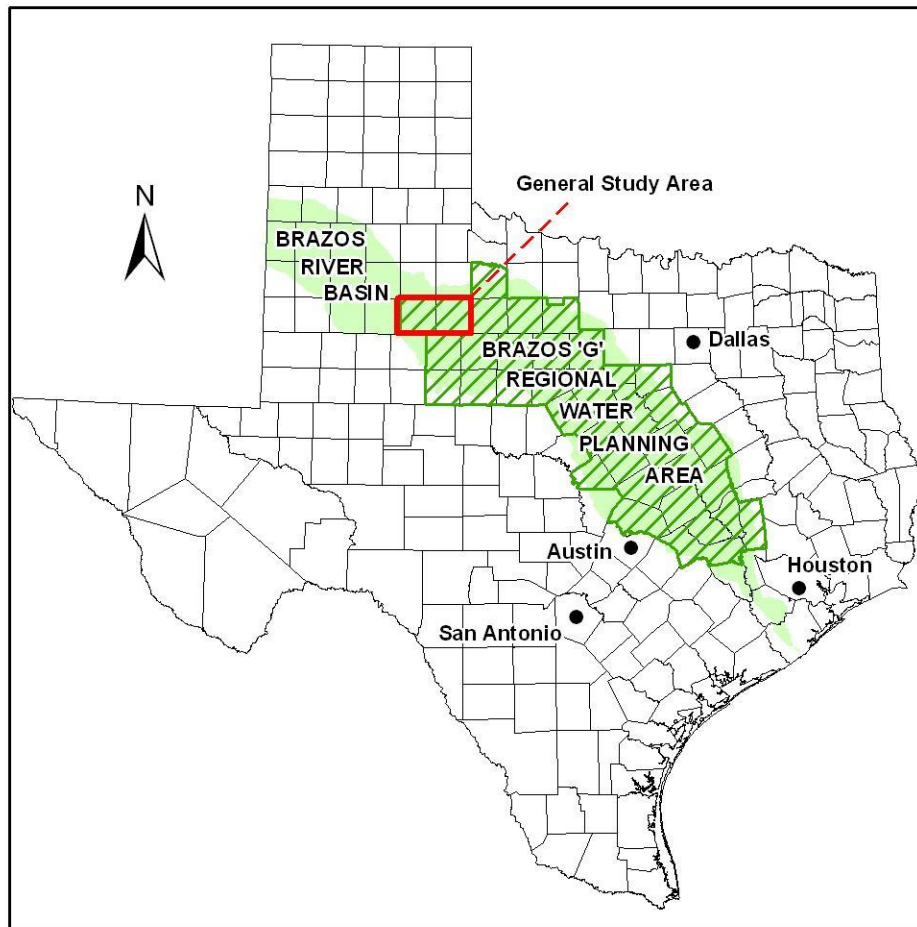 N
General Study Area
BRAZOS
RIVER
BASIN
Dallas
BRAZOS 'G'
REGIONAL
WATER
PLANNING
AREA
Austin
Houston
San Antonio